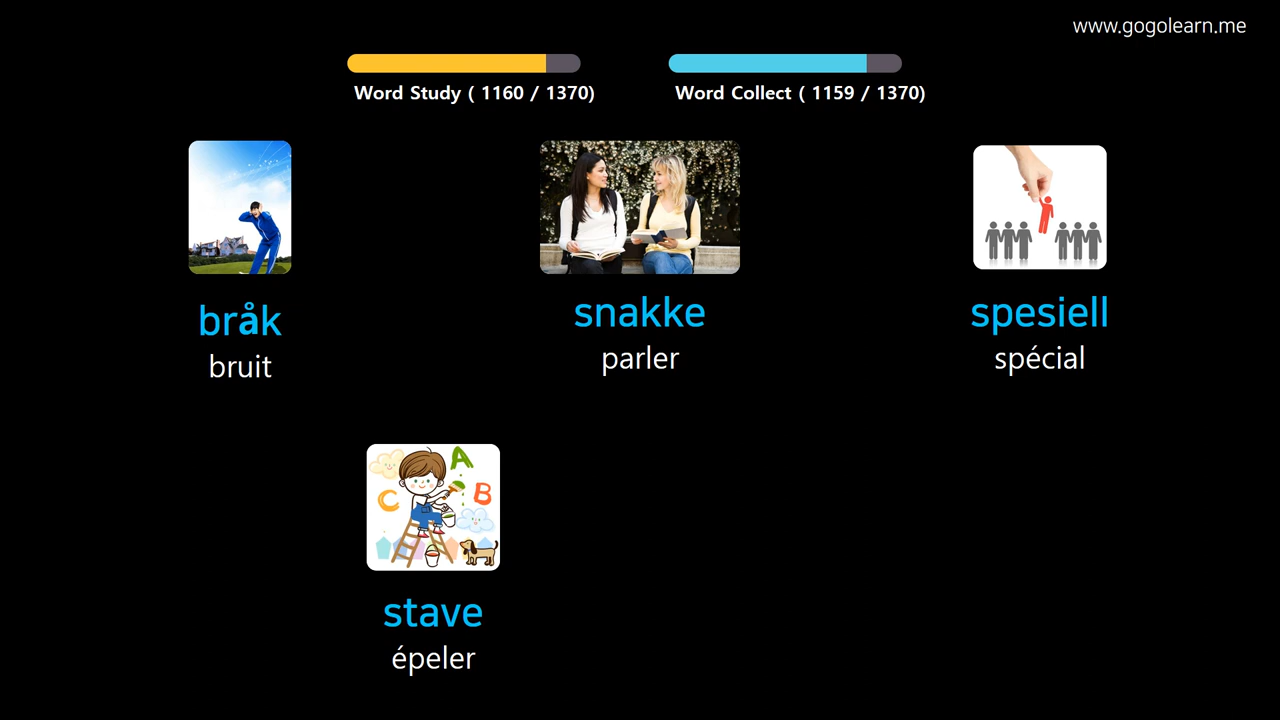 www.gogolearn.me
Word Study ( 1160 / 1370)
Word Collect ( 1159 / 1370)
bråk
bruit
snakke
parler
spesiell
spécial
A
B
C
stave
épeler